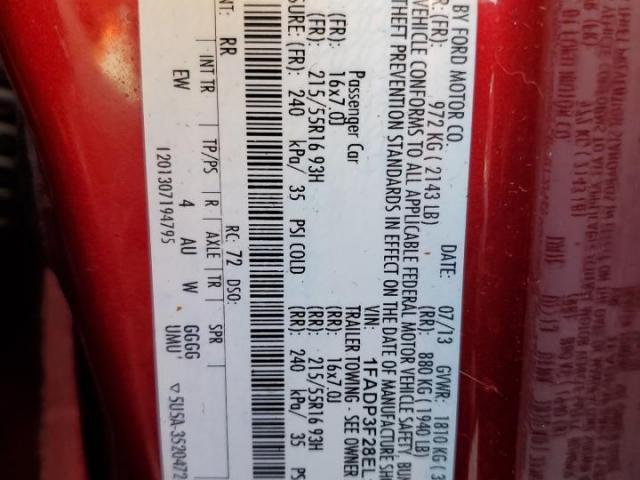 BY FORD MOTOR CO.
DATE: 07/13 GVWR: 1810 KG
(FR): 972 KG (2143 LB) (RR): 880 KG (1940 LB)
VEHICLE CONFORMS TO ALL APPLICABLE FEDERAL MOTOR VEHICLE SAFETY, BUM
THEFT PREVENTION STANDARDS IN EFFECT ON THE DATE OF MANUFACTURE SH
VIN: 1FADP3F28EL
Passenger Car TRAILER TOWING - SEE OWNER
16x7.0J (RR): 16x7.0J
215/55R16 93H (RR): 215/55R16 93H
SURE (FR): 240 kPa/ 35 PSI COLD (RR): 240 kPa/ 35 PS
NT: RR RC: 72 DSO:
INT TR TP/PS R AXLE TR SPR
EW 4 AU W GGGG
UMU
1201307194795 ▽5U5A-3520472